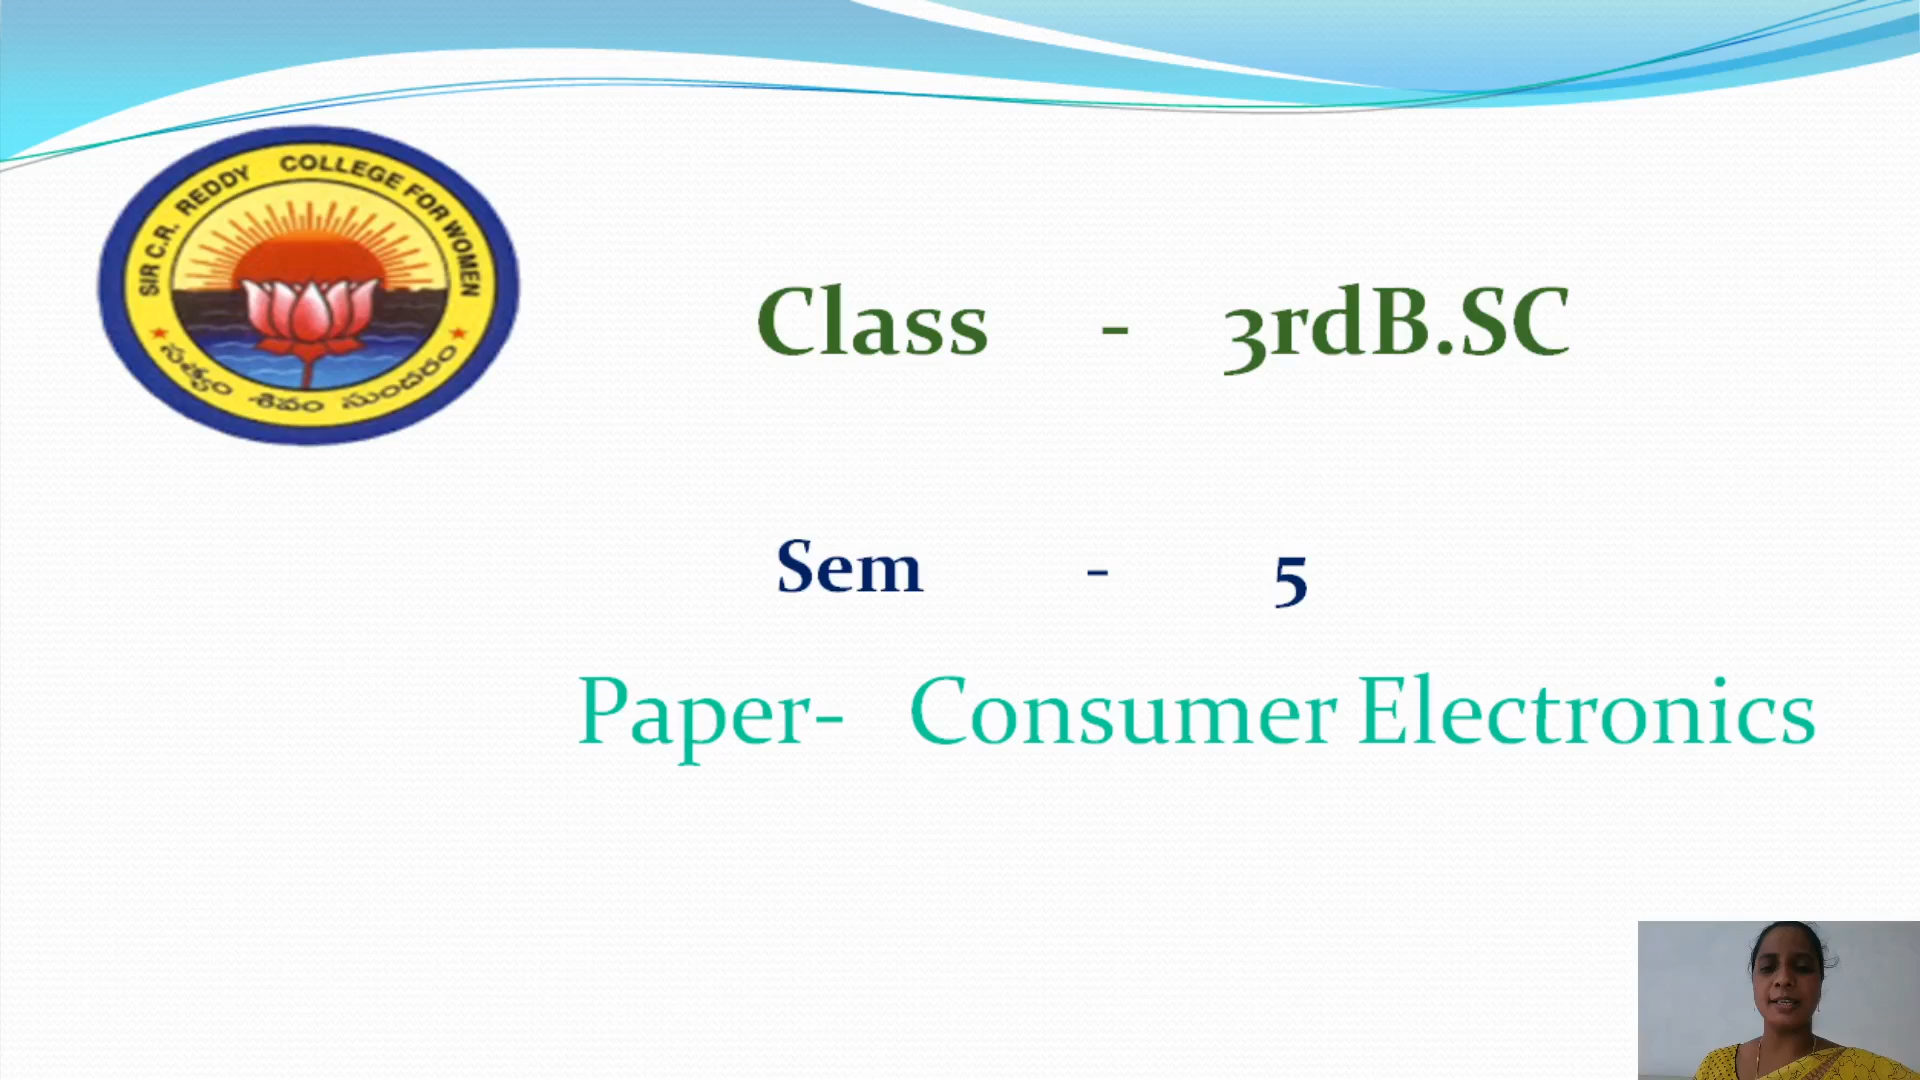 SIR C.R. REDDY COLLEGE FOR WOMEN
సత్యం శివం సుందరం
Class - 3rdB.SC
Sem - 5
Paper- Consumer Electronics